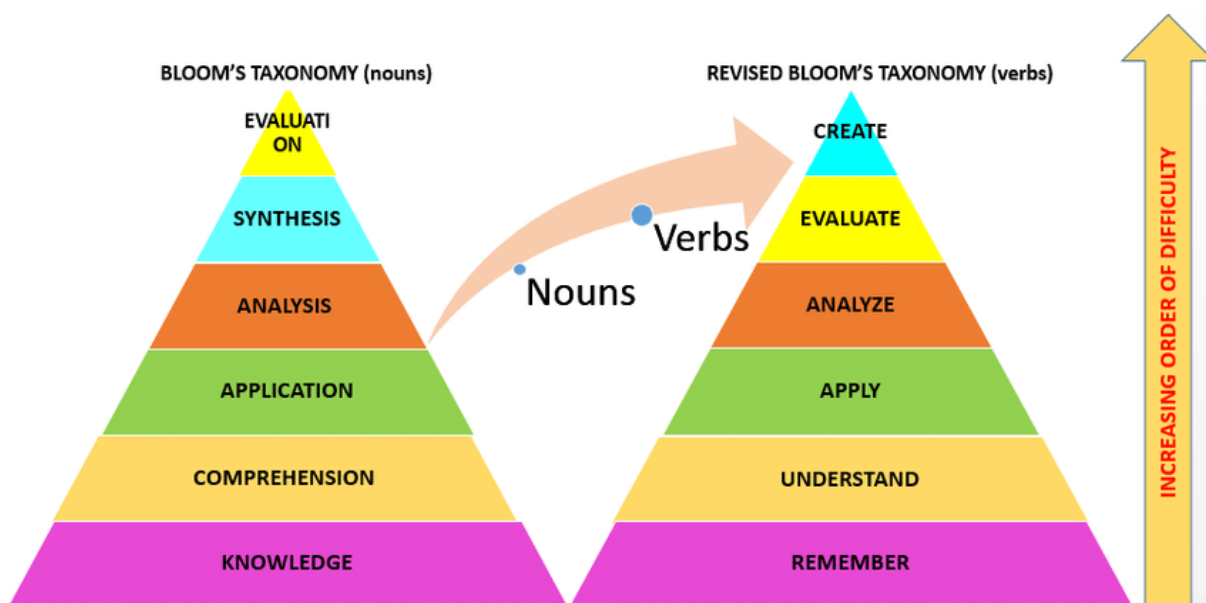 BLOOM'S TAXONOMY (nouns)
EVALUATI
ON
SYNTHESIS
ANALYSIS
APPLICATION
COMPREHENSION
KNOWLEDGE
Nouns
Verbs
REVISED BLOOM'S TAXONOMY (verbs)
CREATE
EVALUATE
ANALYZE
APPLY
UNDERSTAND
REMEMBER
INCREASING ORDER OF DIFFICULTY